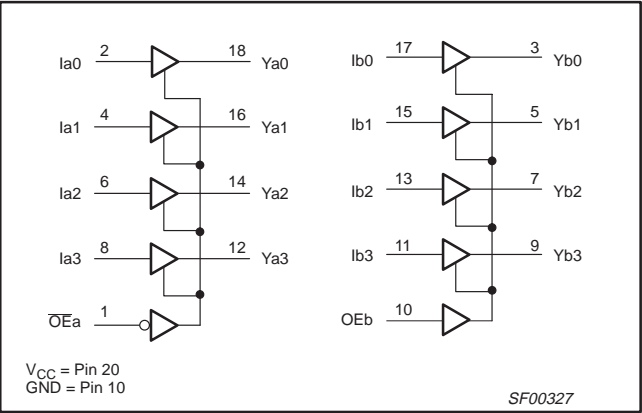 Ia0 2 18 Ya0
Ia1 4 16 Ya1
Ia2 6 14 Ya2
Ia3 8 12 Ya3
O̅E̅a 1
Ib0 17 3 Yb0
Ib1 15 5 Yb1
Ib2 13 7 Yb2
Ib3 11 9 Yb3
OEb 10
VCC = Pin 20
GND = Pin 10
SF00327